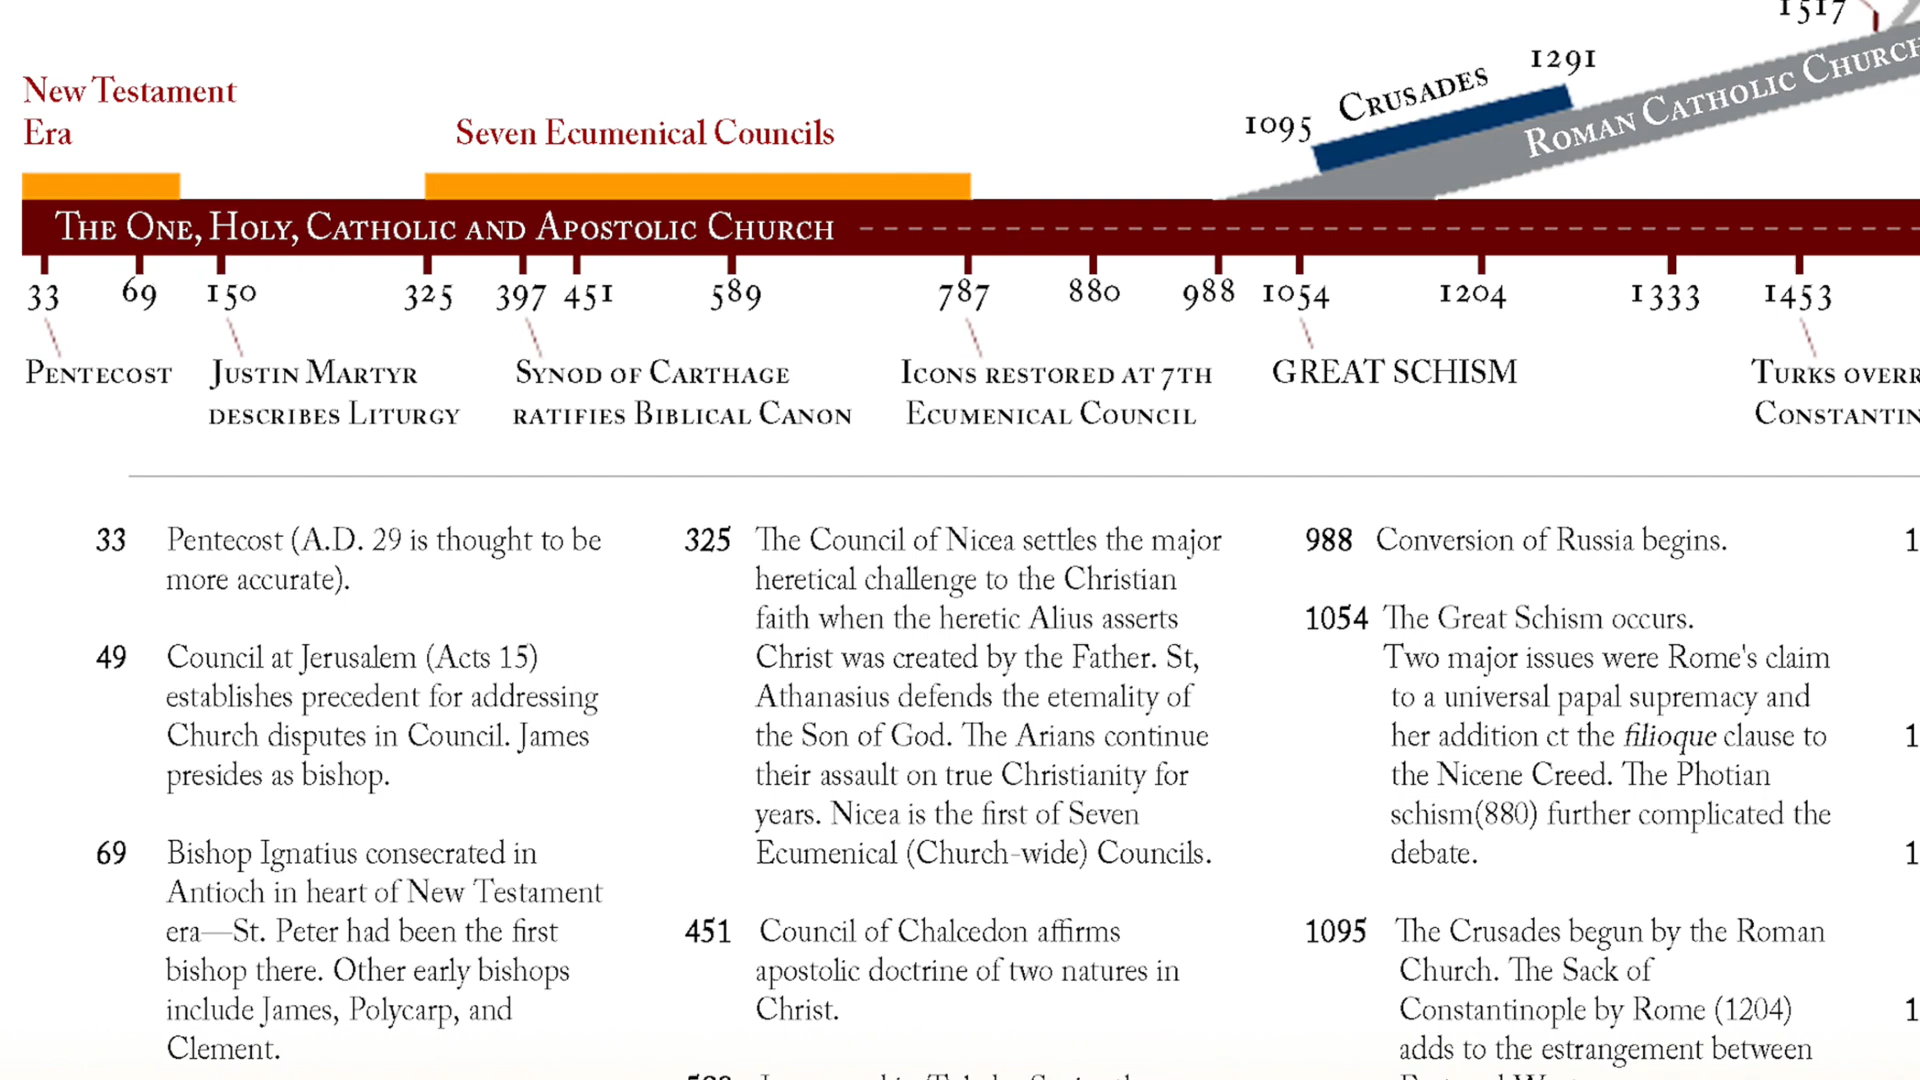 1517
New Testament
Era
Seven Ecumenical Councils
1095
Crusades
1291
Roman Catholic Church
The One, Holy, Catholic and Apostolic Church
33 69 150 325 397 451 589 787 880 988 1054 1204 1333 1453
Pentecost
Justin Martyr
describes Liturgy
Synod of Carthage
ratifies Biblical Canon
Icons restored at 7th
Ecumenical Council
GREAT SCHISM
Turks
33 Pentecost (A.D. 29 is thought to be
more accurate).
49 Council at Jerusalem (Acts 15)
establishes precedent for addressing
Church disputes in Council. James
presides as bishop.
69 Bishop Ignatius consecrated in
Antioch in heart of New Testament
era—St. Peter had been the first
bishop there. Other early bishops
include James, Polycarp, and
Clement.
325 The Council of Nicea settles the major
heretical challenge to the Christian
faith when the heretic Alius asserts
Christ was created by the Father. St,
Athanasius defends the etemality of
the Son of God. The Arians continue
their assault on true Christianity for
years. Nicea is the first of Seven
Ecumenical (Church-wide) Councils.
451 Council of Chalcedon affirms
apostolic doctrine of two natures in
Christ.
988 Conversion of Russia begins.
1054 The Great Schism occurs.
Two major issues were Rome's claim
to a universal papal supremacy and
her addition ct the filioque clause to
the Nicene Creed. The Photian
schism(880) further complicated the
debate.
1095 The Crusades begun by the Roman
Church. The Sack of
Constantinople by Rome (1204)
adds to the estrangement between